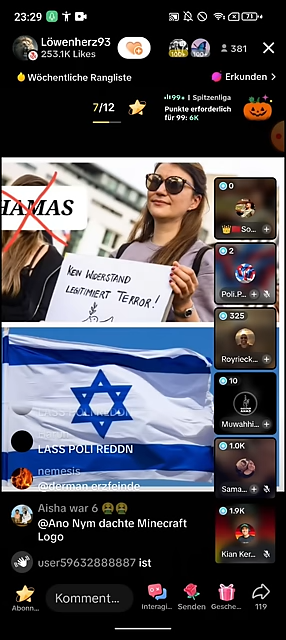 23:29
71
Löwenherz93
253.1K Likes
381
Wöchentliche Rangliste
Erkunden >
7/12
99+ | Spitzenliga
Punkte erforderlich
für 99: 6K
HAMAS
KEIN WIDERSTAND
LEGITIMIERT TERROR!
0
So...
2
Poli.P...
325
Royrieck...
10
Muwahhi...
1.0K
Sama...
1.9K
Kian Ker...
LASS POLI REDDN
LASS POLI REDDN
nemesis
@derman erzfeinde
Aisha war 6
@Ano Nym dachte Minecraft
Logo
user59632888887 ist
Komment...
Abonn...
Interagi...
Senden
Gesche...
119